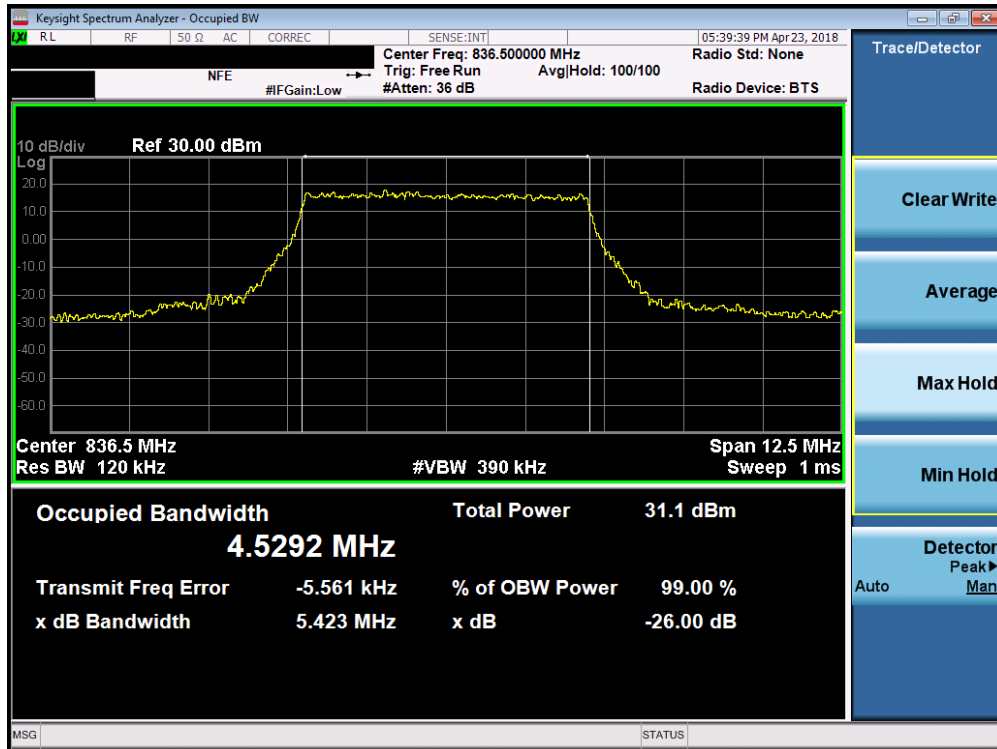 Keysight Spectrum Analyzer - Occupied BW
LXI RL RF 50 Ω AC CORREC SENSE:INT 05:39:39 PM Apr 23, 2018
NFE
#IFGain:Low
Center Freq: 836.500000 MHz
Trig: Free Run Avg|Hold: 100/100
#Atten: 36 dB
Radio Std: None
Radio Device: BTS
10 dB/div Ref 30.00 dBm
Log
20.0
10.0
0.00
-10.0
-20.0
-30.0
-40.0
-50.0
-60.0
Center 836.5 MHz Span 12.5 MHz
Res BW 120 kHz #VBW 390 kHz Sweep 1 ms
Occupied Bandwidth Total Power 31.1 dBm
4.5292 MHz
Transmit Freq Error -5.561 kHz % of OBW Power 99.00 %
x dB Bandwidth 5.423 MHz x dB -26.00 dB
Trace/Detector
Clear Write
Average
Max Hold
Min Hold
Detector
Peak▶
Auto Man
MSG STATUS